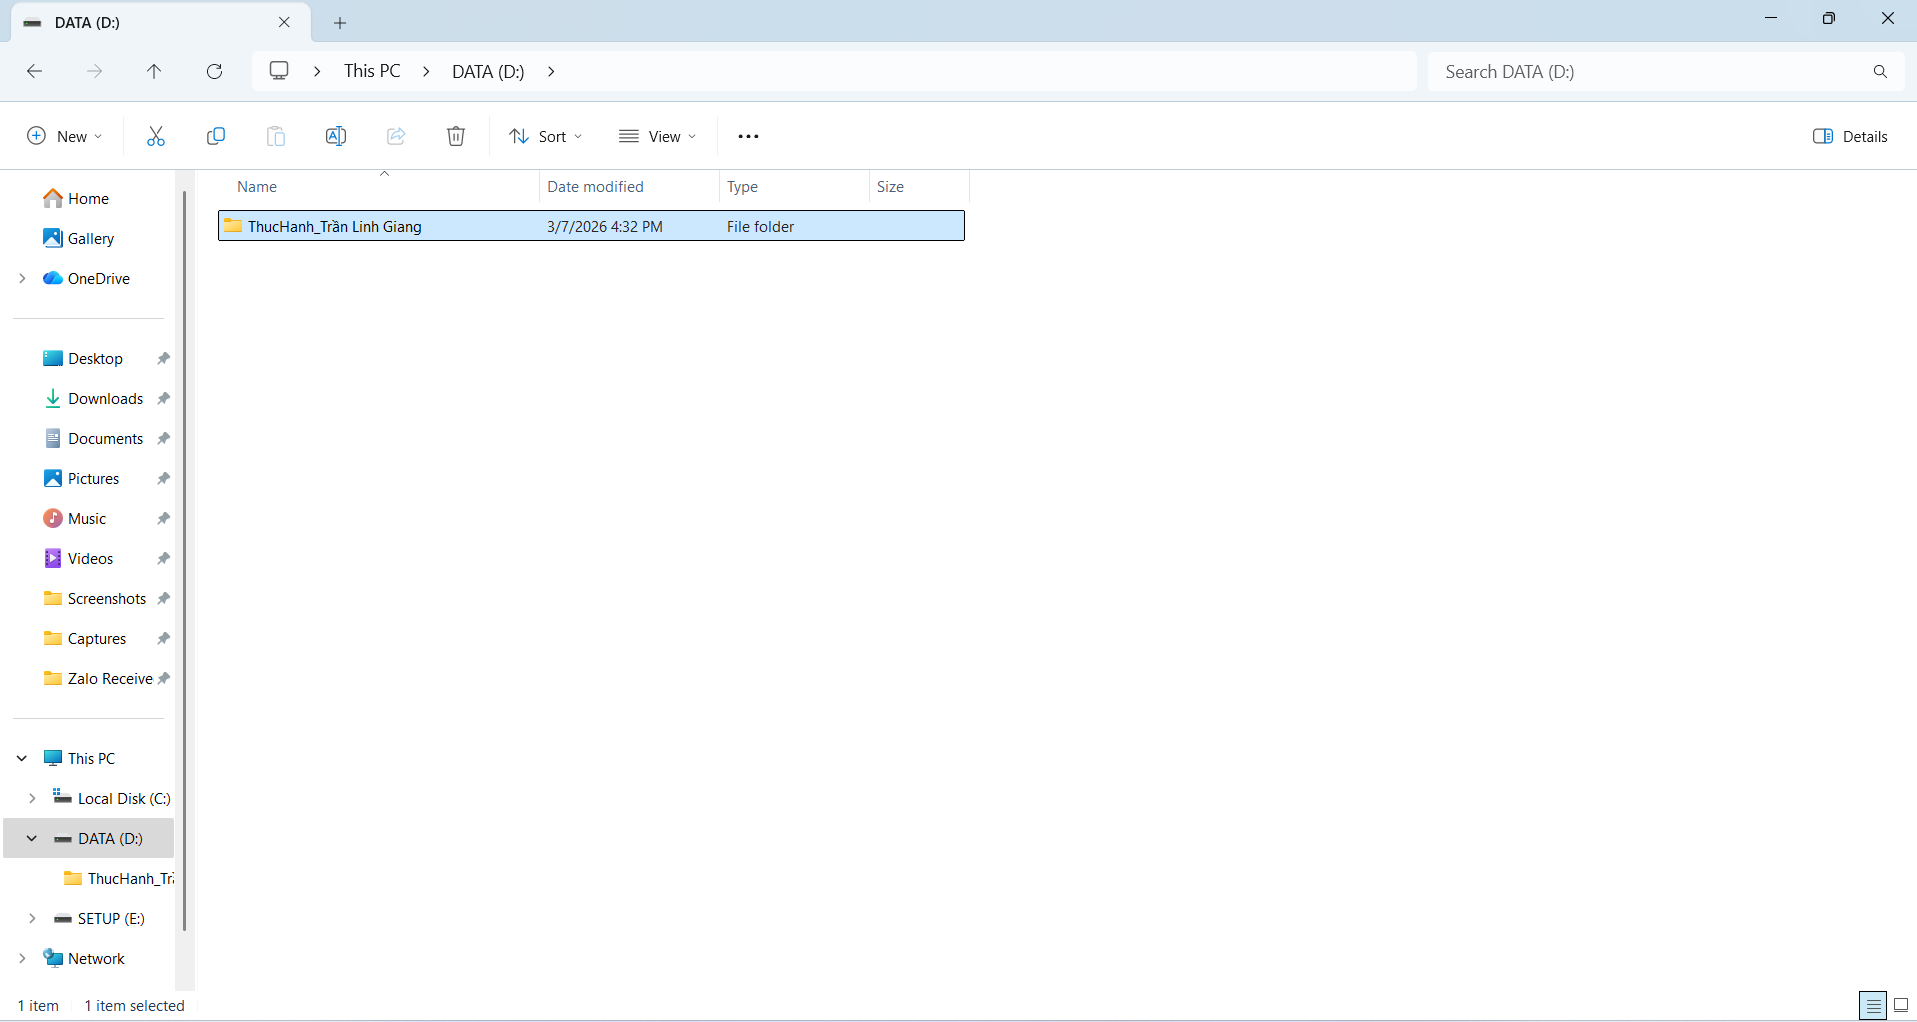 DATA (D:)
This PC
DATA (D:)
Search DATA (D:)
New
Sort
View
Details
Name
Date modified
Type
Size
ThucHanh_Trần Linh Giang
3/7/2026 4:32 PM
File folder
Home
Gallery
OneDrive
Desktop
Downloads
Documents
Pictures
Music
Videos
Screenshots
Captures
Zalo Receive
This PC
Local Disk (C:)
DATA (D:)
ThucHanh_Trầ
SETUP (E:)
Network
1 item
1 item selected